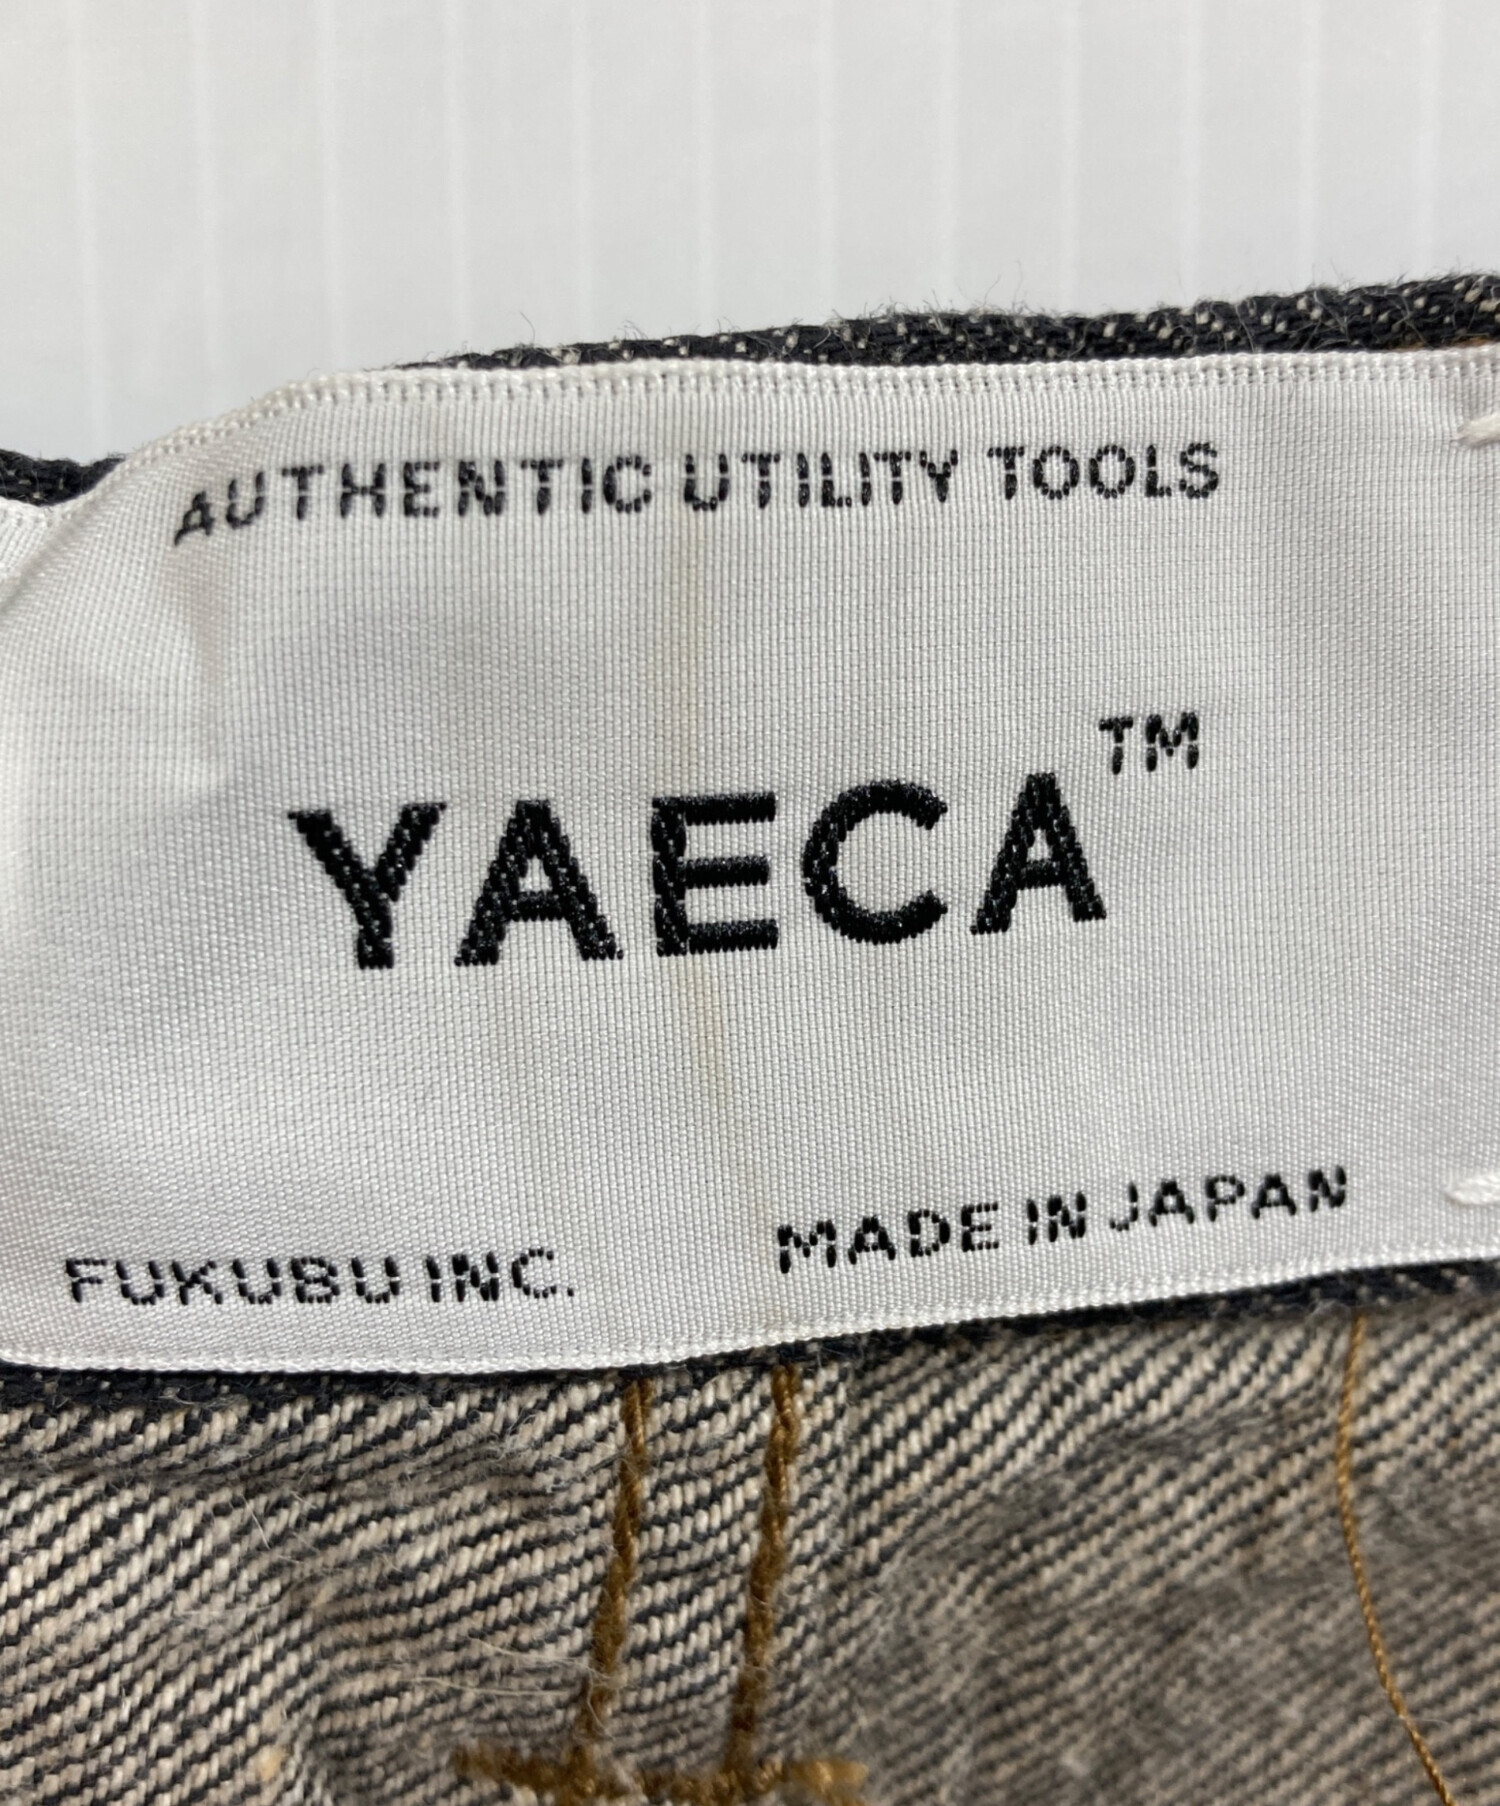 AUTHENTIC UTILITY TOOLS
YAECA™
FUKUBU INC. MADE IN JAPAN